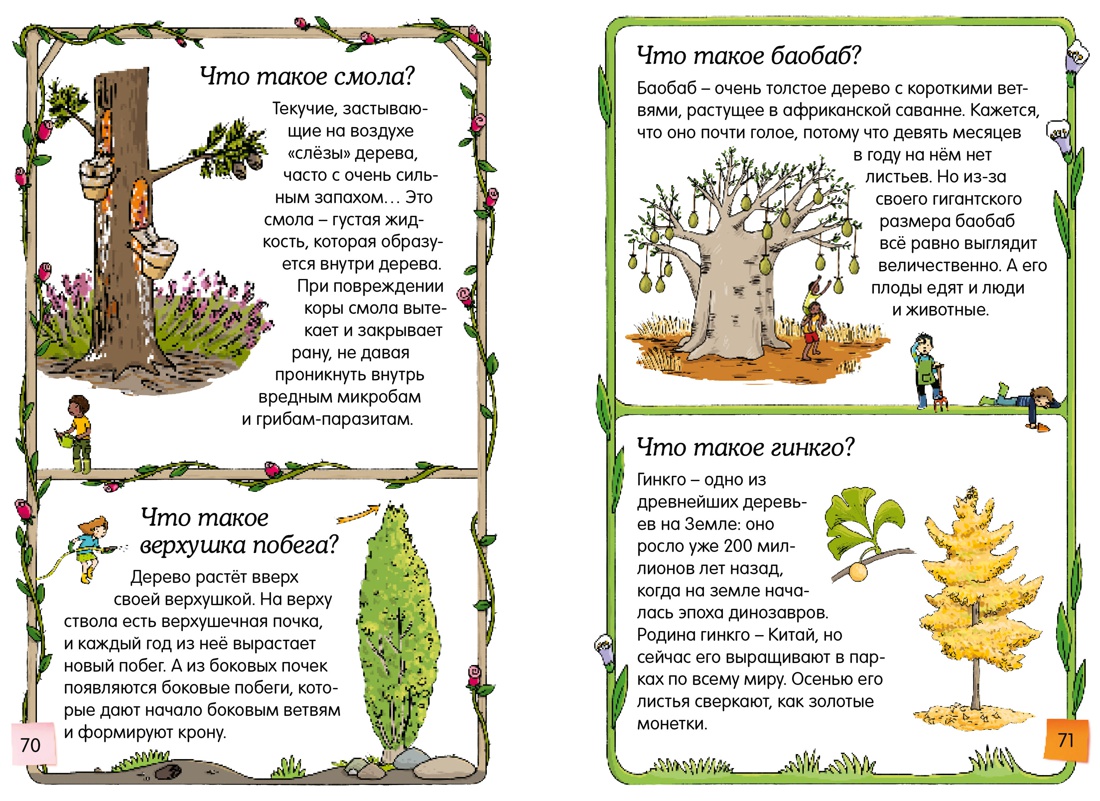 Что такое смола?
Текучие, застываю-
щие на воздухе
«слёзы» дерева,
часто с очень силь-
ным запахом... Это
смола – густая жид-
кость, которая образу-
ется внутри дерева.
При повреждении
коры смола выте-
кает и закрывает
рану, не давая
проникнуть внутрь
вредным микробам
и грибам-паразитам.
Что такое
верхушка побега?
Дерево растёт вверх
своей верхушкой. На верху
ствола есть верхушечная почка,
и каждый год из неё вырастает
новый побег. А из боковых почек
появляются боковые побеги, кото-
рые дают начало боковым ветвям
и формируют крону.
70
Что такое баобаб?
Баобаб – очень толстое дерево с короткими вет-
вями, растущее в африканской саванне. Кажется,
что оно почти голое, потому что девять месяцев
в году на нём нет
листьев. Но из-за
своего гигантского
размера баобаб
всё равно выглядит
величественно. А его
плоды едят и люди
и животные.
Что такое гинкго?
Гинкго – одно из
древнейших деревь-
ев на Земле: оно
росло уже 200 мил-
лионов лет назад,
когда на земле нача-
лась эпоха динозавров.
Родина гинкго – Китай, но
сейчас его выращивают в пар-
ках по всему миру. Осенью его
листья сверкают, как золотые
монетки.
71